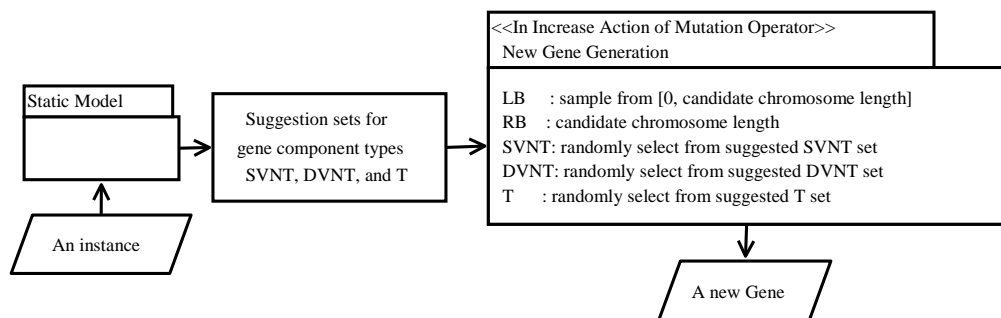 <<In Increase Action of Mutation Operator>>
New Gene Generation
Static Model
Suggestion sets for
gene component types
SVNT, DVNT, and T
LB : sample from [0, candidate chromosome length]
RB : candidate chromosome length
SVNT: randomly select from suggested SVNT set
DVNT: randomly select from suggested DVNT set
T : randomly select from suggested T set
An instance
A new Gene